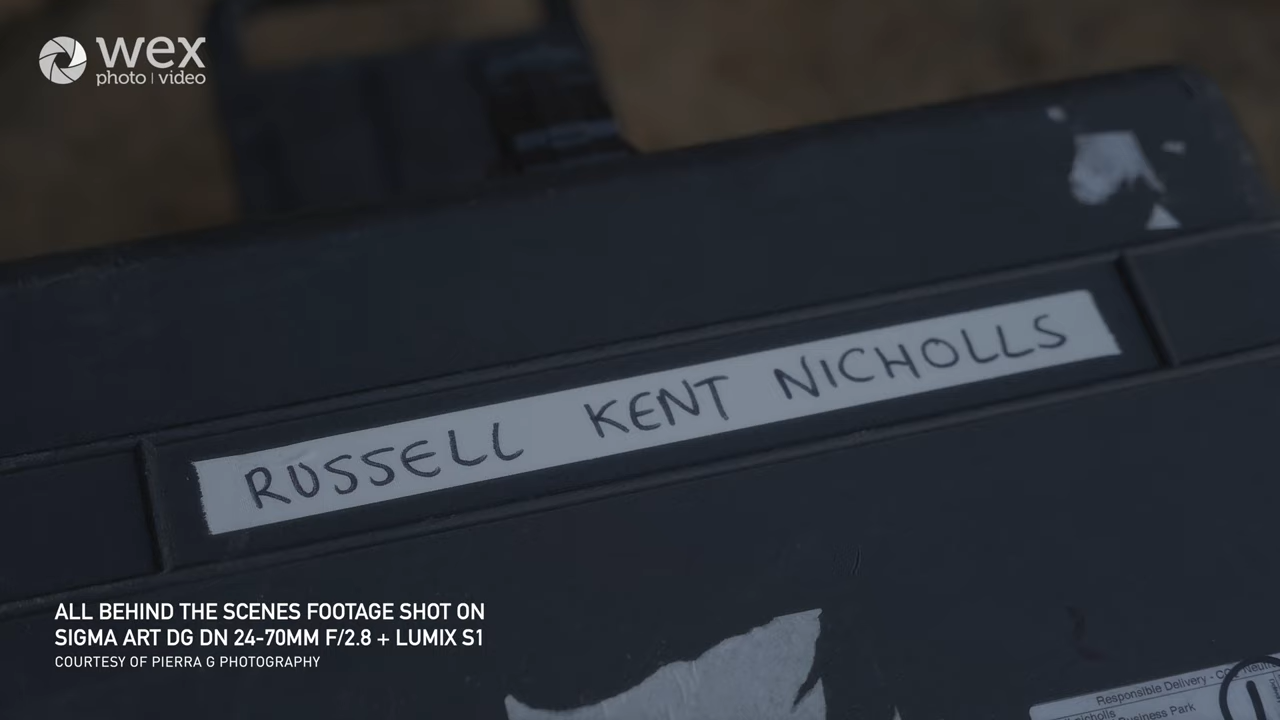 wex
photo | video
RUSSELL KENT NICHOLLS
ALL BEHIND THE SCENES FOOTAGE SHOT ON
SIGMA ART DG DN 24-70MM F/2.8 + LUMIX S1
COURTESY OF PIERRA G PHOTOGRAPHY
Responsible Delivery -
nicholls
Business Park